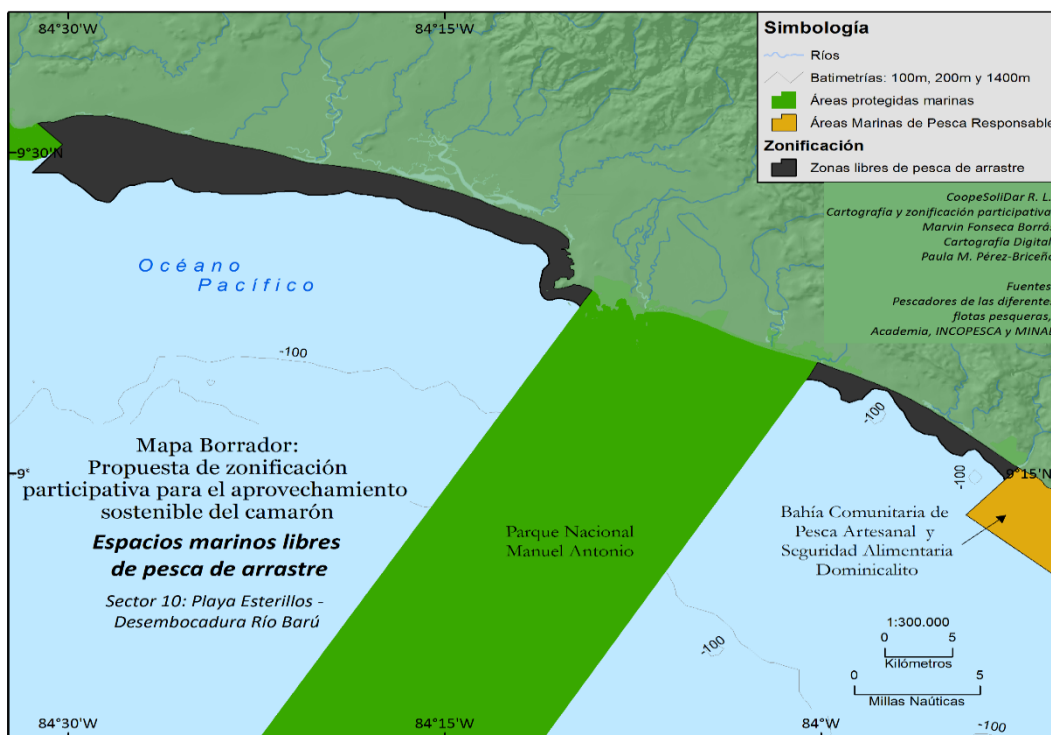 84°30'W
84°15'W
Simbología
Ríos
Batimetrías: 100m, 200m y 1400m
Áreas protegidas marinas
Áreas Marinas de Pesca Responsable
Zonificación
Zonas libres de pesca de arrastre
9°30'N
CoopeSoliDar R. L.
Cartografía y zonificación participativa
Marvin Fonseca Borrás
Cartografía Digital
Paula M. Pérez-Briceño
Fuentes
Pescadores de las diferentes
flotas pesqueras,
Academia, INCOPESCA y MINAE
Océano
Pacífico
-100
-100
-100
Mapa Borrador:
Propuesta de zonificación
participativa para el aprovechamiento
sostenible del camarón
Espacios marinos libres
de pesca de arrastre
Sector 10: Playa Esterillos -
Desembocadura Río Barú
9°
9°15'N
Parque Nacional
Manuel Antonio
Bahía Comunitaria de
Pesca Artesanal y
Seguridad Alimentaria
Dominicalito
-100
1:300.000
0 5
Kilómetros
0 5
Millas Naúticas
84°30'W
84°15'W
84°W
-100